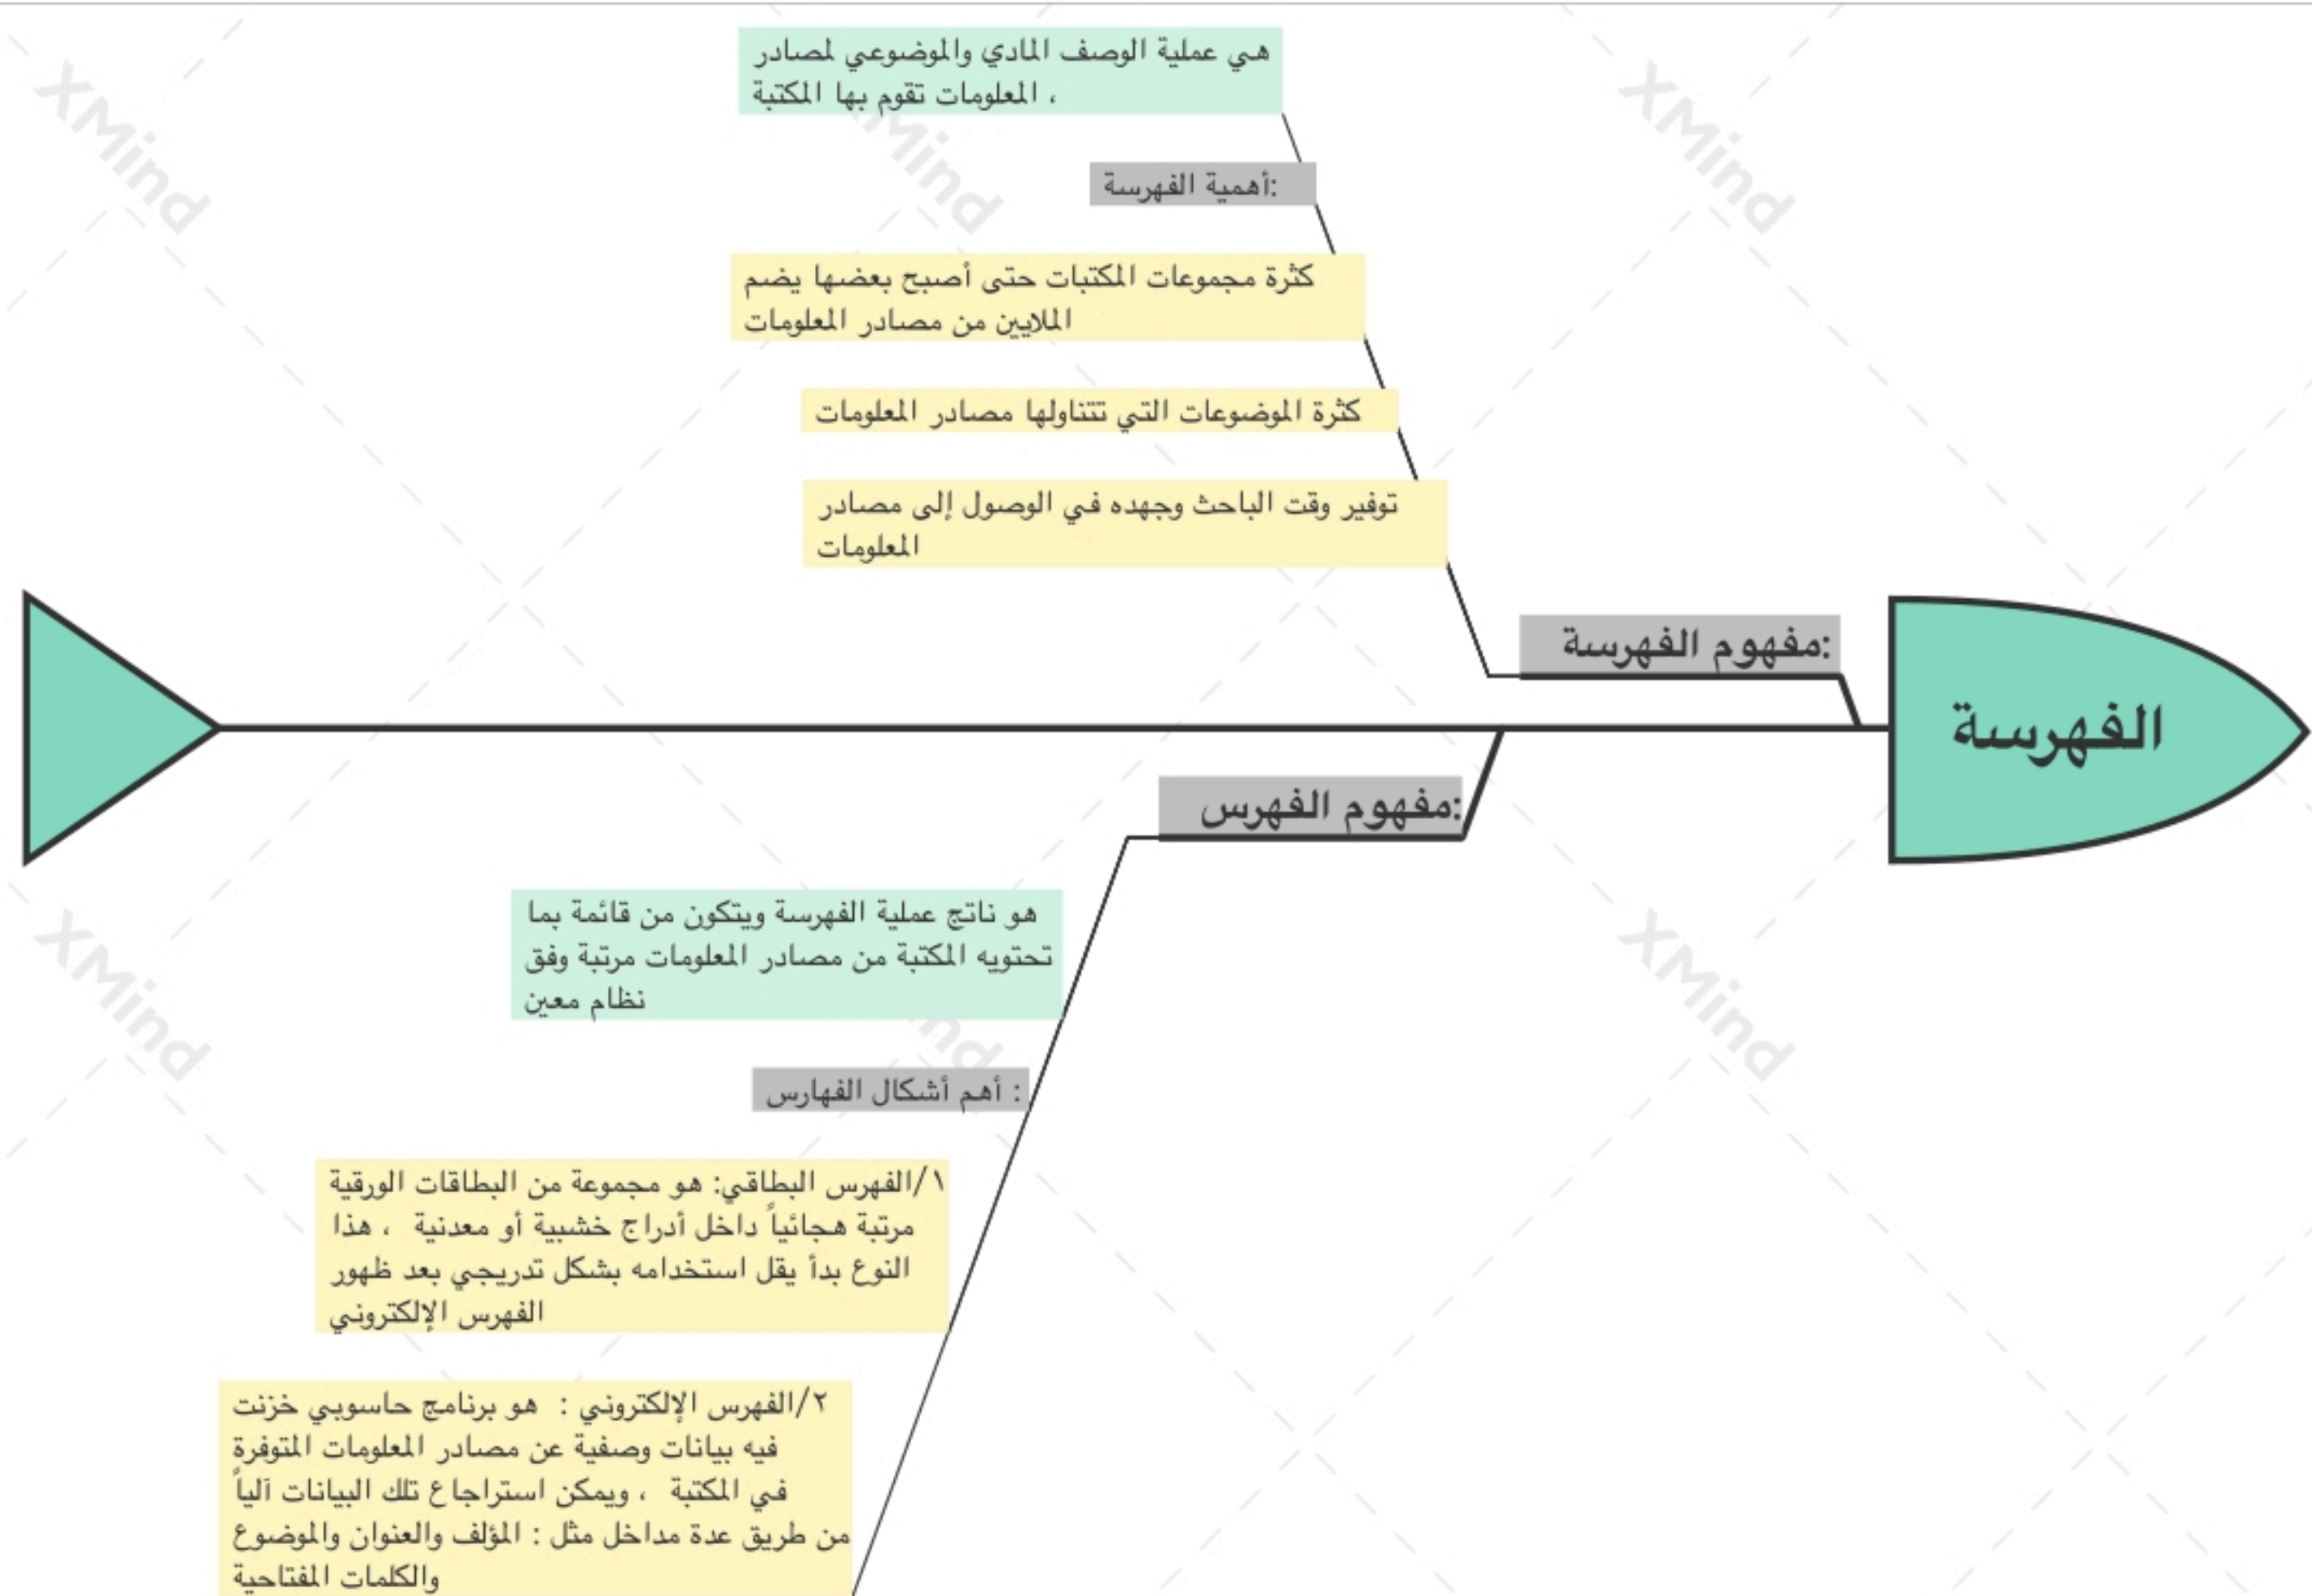 هي عملية الوصف المادي والموضوعي لمصادر
المعلومات تقوم بها المكتبة ،
أهمية الفهرسة:
كثرة مجموعات المكتبات حتى أصبح بعضها يضم
الملايين من مصادر المعلومات
كثرة الموضوعات التي تتناولها مصادر المعلومات
توفير وقت الباحث وجهده في الوصول إلى مصادر
المعلومات
مفهوم الفهرسة:
الفهرسة
مفهوم الفهرس:
هو ناتج عملية الفهرسة ويتكون من قائمة بما
تحتويه المكتبة من مصادر المعلومات مرتبة وفق
نظام معين
أهم أشكال الفهارس :
١/الفهرس البطاقي: هو مجموعة من البطاقات الورقية
مرتبة هجائياً داخل أدراج خشبية أو معدنية ، هذا
النوع بدأ يقل استخدامه بشكل تدريجي بعد ظهور
الفهرس الإلكتروني
٢/الفهرس الإلكتروني : هو برنامج حاسوبي خزنت
فيه بيانات وصفية عن مصادر المعلومات المتوفرة
في المكتبة ، ويمكن استراجاع تلك البيانات آلياً
من طريق عدة مداخل مثل : المؤلف والعنوان والموضوع
والكلمات المفتاحية
XMind
XMind
XMind
XMind
XMind